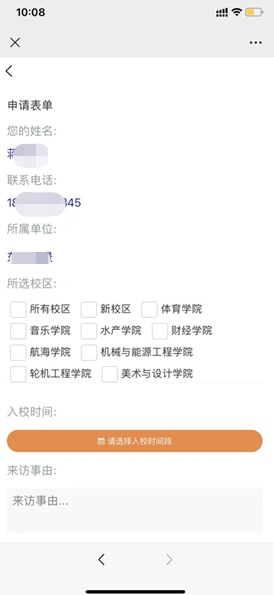 10:08
申请表单
您的姓名:
联系电话:
18 845
所属单位:
所选校区:
所有校区 新校区 体育学院
音乐学院 水产学院 财经学院
航海学院 机械与能源工程学院
轮机工程学院 美术与设计学院
入校时间:
请选择入校时间段
来访事由:
来访事由...